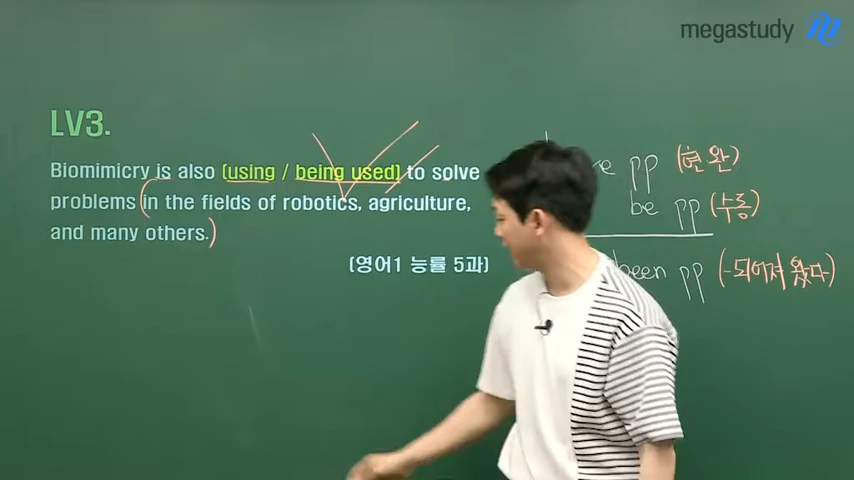 megastudy
LV3.
Biomimicry is also [using / being used] to solve
problems in the fields of robotics, agriculture,
and many others.
(영어1 능률 5과)
pp (현완)
be pp (수동)
been pp (-되어져 왔다)